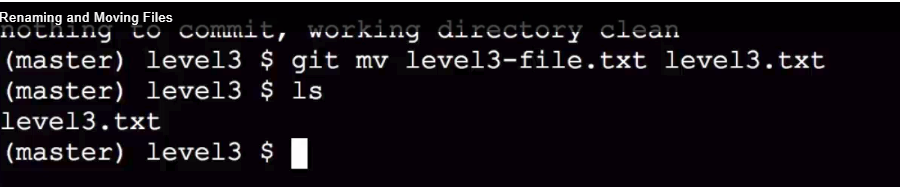 Renaming and Moving Files
nothing to commit, working directory clean
(master) level3 $ git mv level3-file.txt level3.txt
(master) level3 $ ls
level3.txt
(master) level3 $